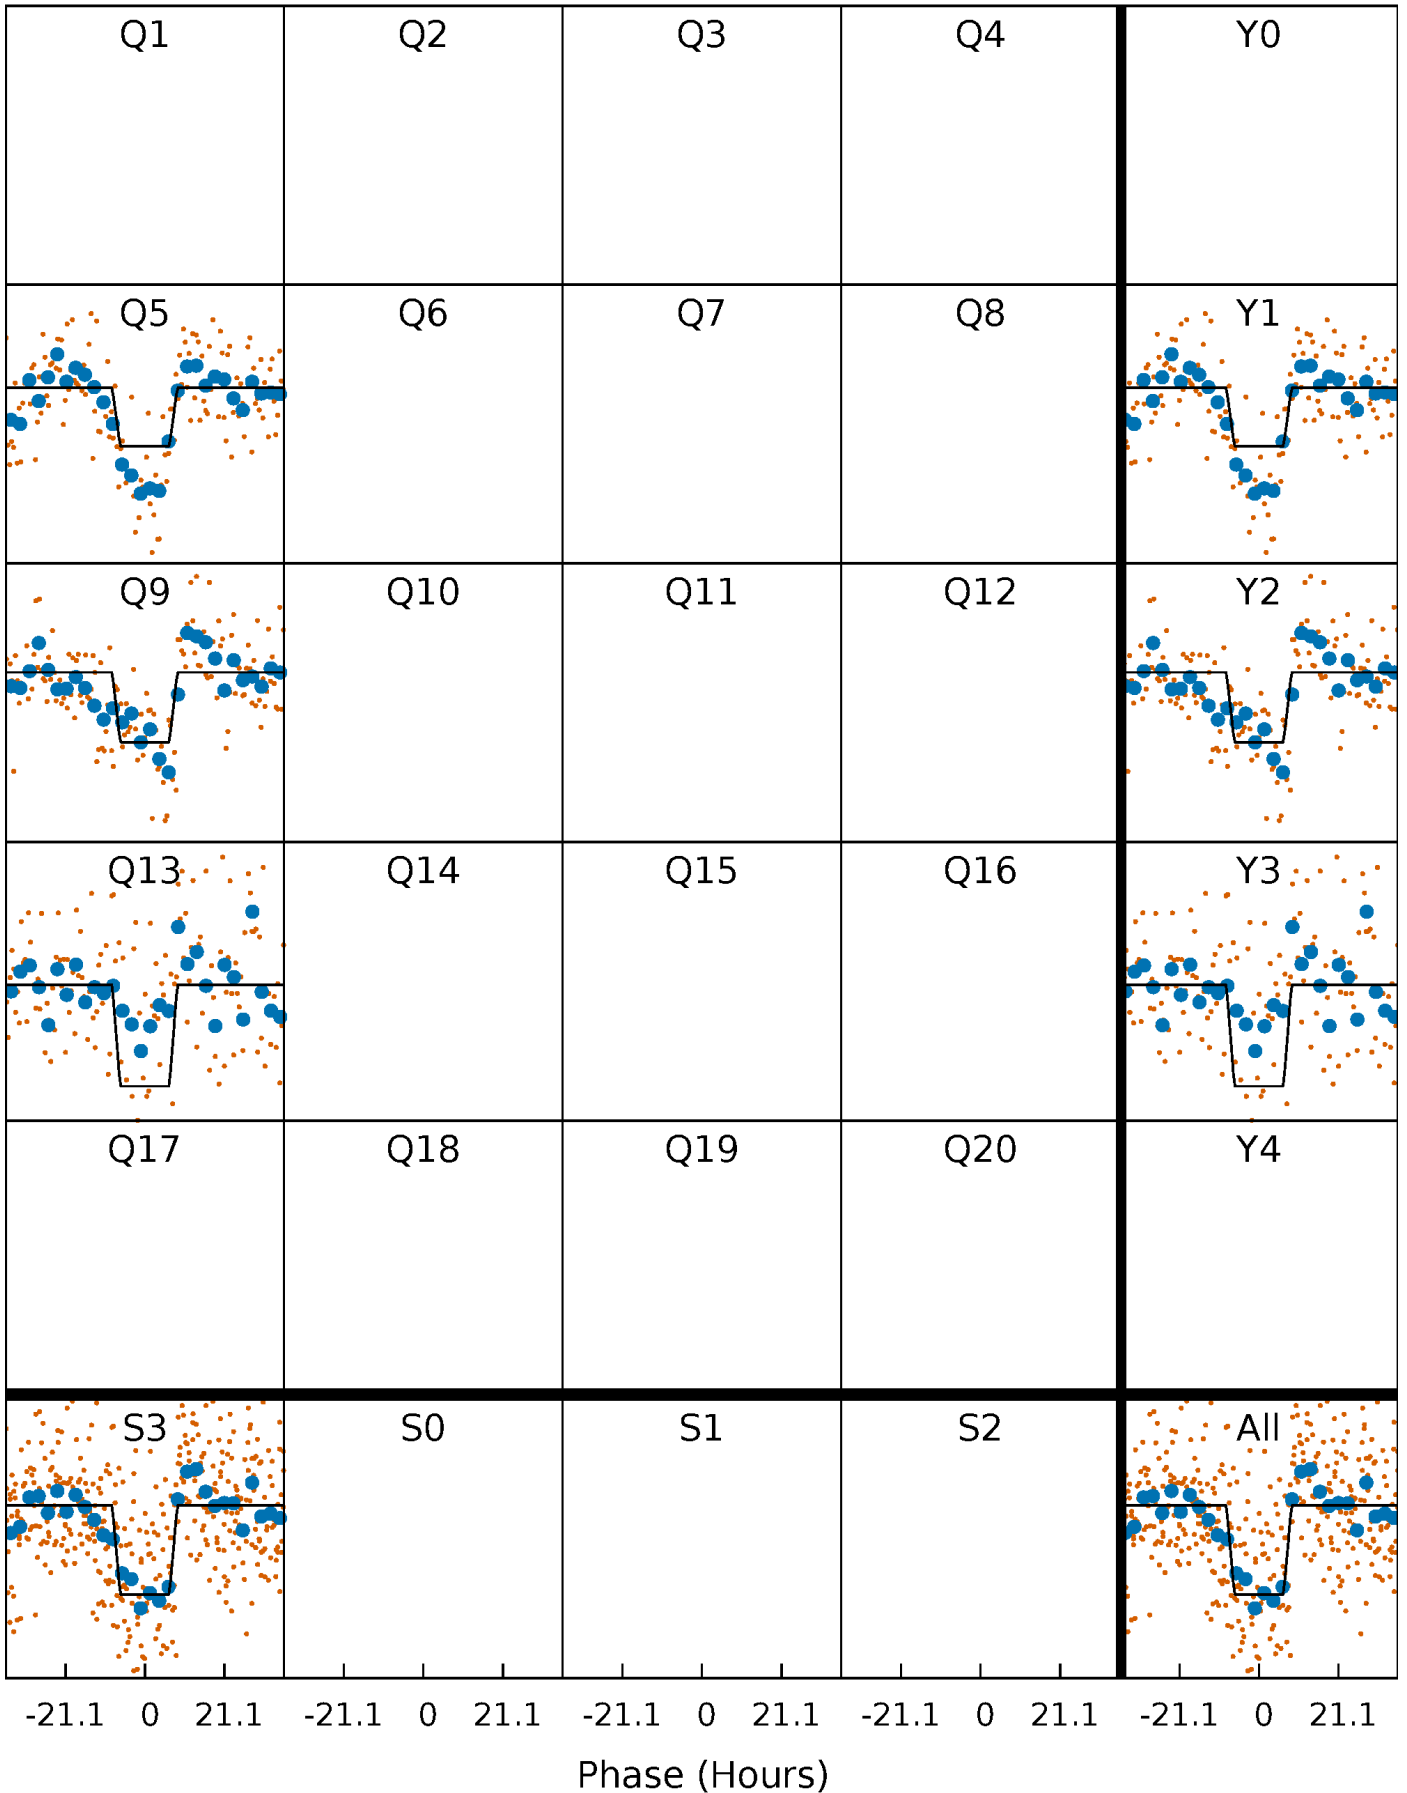 Q1 Q2 Q3 Q4 Y0
Q5 Q6 Q7 Q8 Y1
Q9 Q10 Q11 Q12 Y2
Q13 Q14 Q15 Q16 Y3
Q17 Q18 Q19 Q20 Y4
S3 S0 S1 S2 All
-21.1 0 21.1 -21.1 0 21.1 -21.1 0 21.1 -21.1 0 21.1 -21.1 0 21.1
Phase (Hours)